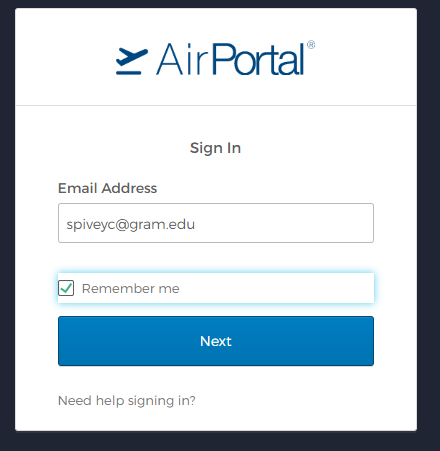 AirPortal®
Sign In
Email Address
spiveyc@gram.edu
Remember me
Next
Need help signing in?